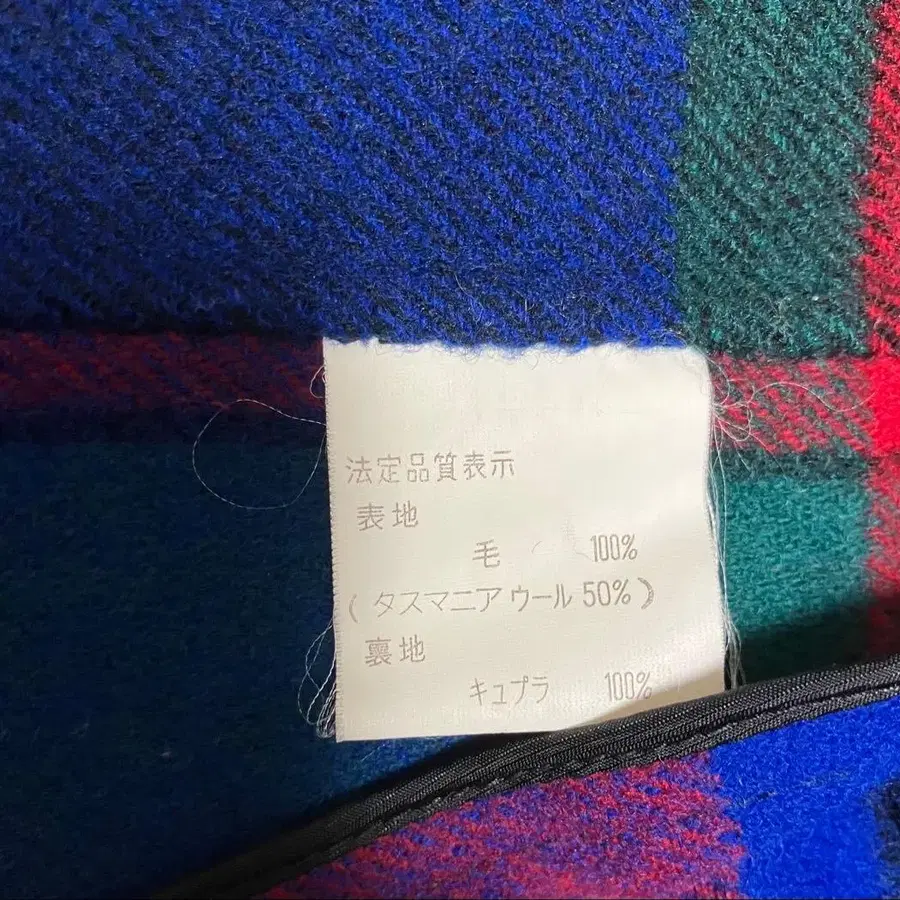 法定品質表示
表地
毛 100%
(タスマニアウール 50%)
裏地
キュプラ 100%